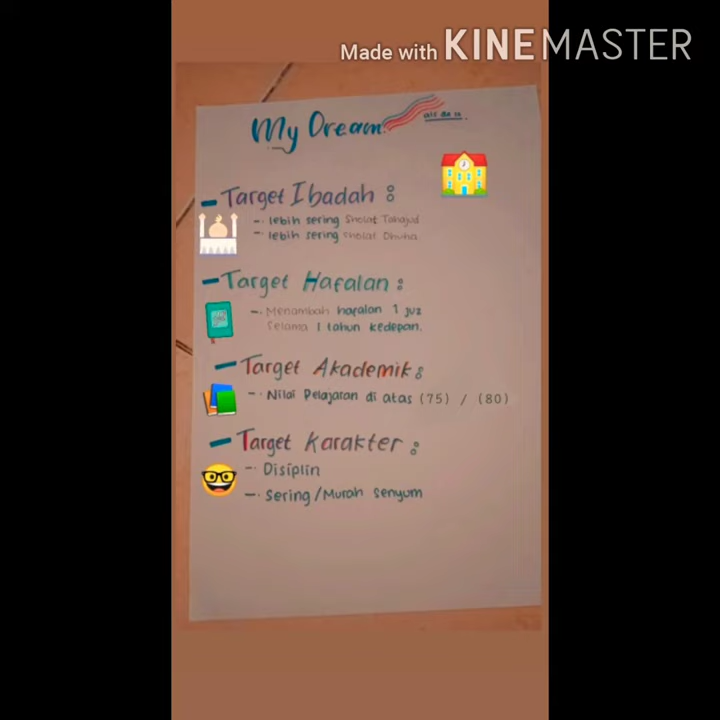 Made with KINEMASTER
My Dream
- Target Ibadah :
-· lebih sering Sholat Tahajud
-· lebih sering Sholat Dhuha
- Target Hafalan :
-· Menambah hafalan 1 juz
Selama 1 tahun kedepan.
- Target Akademik :
-· Nilai Pelajaran di atas (75) / (80)
- Target Karakter :
-· Disiplin
-· Sering/Murah Senyum